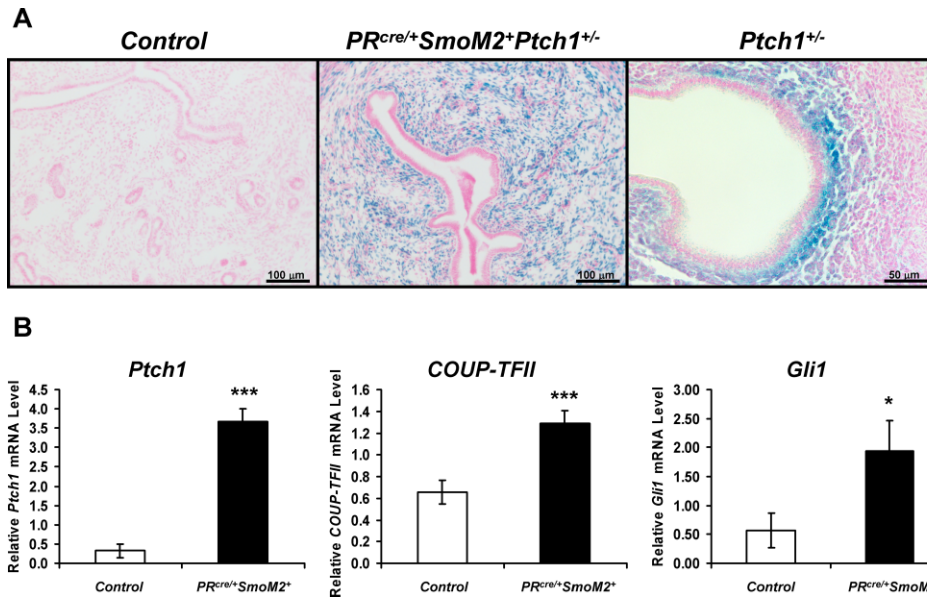 A
Control
PRcre/+SmoM2+Ptch1+/-
Ptch1+/-
100 μm
100 μm
50 μm
B
Ptch1
Relative Ptch1 mRNA Level
4.5
4.0
3.5
3.0
2.5
2.0
1.5
1.0
0.5
0.0
***
Control
PRcre/+SmoM2+
COUP-TFII
Relative COUP-TFII mRNA Level
1.6
1.4
1.2
1.0
0.8
0.6
0.4
0.2
0.0
***
Control
PRcre/+SmoM2+
Gli1
Relative Gli1 mRNA Level
3.00
2.50
2.00
1.50
1.00
0.50
0.00
*
Control
PRcre/+SmoM